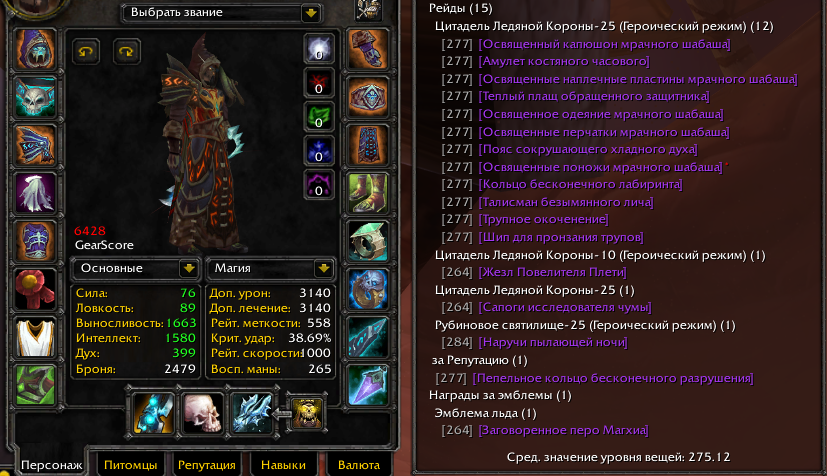 Выбрать звание
0
0
0
0
0
6428
GearScore
Основные
Магия
Сила: 76
Ловкость: 89
Выносливость: 1663
Интеллект: 1580
Дух: 399
Броня: 2479
Доп. урон: 3140
Доп. лечение: 3140
Рейт. меткости: 558
Крит. удар: 38.69%
Рейт. скорости: 1000
Восп. маны: 265
Персонаж
Питомцы
Репутация
Навыки
Валюта
Рейды (15)
Цитадель Ледяной Короны-25 (Героический режим) (12)
[277] [Освященный капюшон мрачного шабаша]
[277] [Амулет костяного часового]
[277] [Освященные наплечные пластины мрачного шабаша]
[277] [Теплый плащ обращенного защитника]
[277] [Освященное одеяние мрачного шабаша]
[277] [Освященные перчатки мрачного шабаша]
[277] [Пояс сокрушающего хладного духа]
[277] [Освященные поножи мрачного шабаша]
[277] [Кольцо бесконечного лабиринта]
[277] [Талисман безымянного лича]
[277] [Трупное окоченение]
[277] [Шип для пронзания трупов]
Цитадель Ледяной Короны-10 (Героический режим) (1)
[264] [Жезл Повелителя Плети]
Цитадель Ледяной Короны-25 (1)
[264] [Сапоги исследователя чумы]
Рубиновое святилище-25 (Героический режим) (1)
[284] [Наручи пылающей ночи]
за Репутацию (1)
[277] [Пепельное кольцо бесконечного разрушения]
Награды за эмблемы (1)
Эмблема льда (1)
[264] [Заговоренное перо Магхиа]
Сред. значение уровня вещей: 275.12